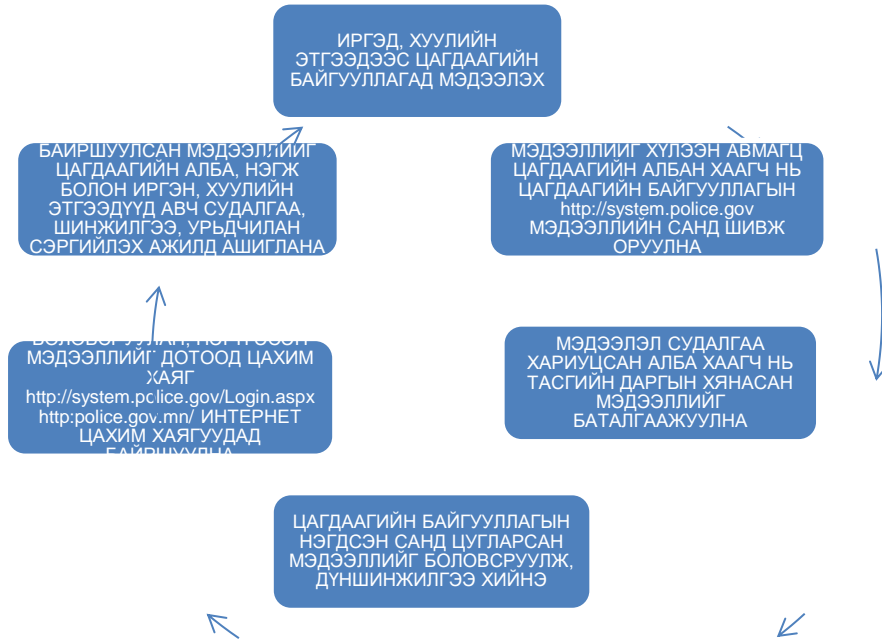 ИРГЭД, ХУУЛИЙН
ЭТГЭЭДЭЭС ЦАГДААГИЙН
БАЙГУУЛЛАГАД МЭДЭЭЛЭХ
МЭДЭЭЛЛИЙГ ХҮЛЭЭН АВМАГЦ
ЦАГДААГИЙН АЛБАН ХААГЧ НЬ
ЦАГДААГИЙН БАЙГУУЛЛАГЫН
http://system.police.gov
МЭДЭЭЛЛИЙН САНД ШИВЖ
ОРУУЛНА
МЭДЭЭЛЭЛ СУДАЛГАА
ХАРИУЦСАН АЛБА ХААГЧ НЬ
ТАСГИЙН ДАРГЫН ХЯНАСАН
МЭДЭЭЛЛИЙГ
БАТАЛГААЖУУЛНА
ЦАГДААГИЙН БАЙГУУЛЛАГЫН
НЭГДСЭН САНД ЦУГЛАРСАН
МЭДЭЭЛЛИЙГ БОЛОВСРУУЛЖ,
ДҮНШИНЖИЛГЭЭ ХИЙНЭ
МЭДЭЭЛЛИЙГ ДОТООД ЦАХИМ
ХАЯГ
http://system.police.gov/Login.aspx
http:police.gov.mn/ ИНТЕРНЕТ
ЦАХИМ ХАЯГУУДАД
БАЙРШУУЛНА
БАЙРШУУЛСАН МЭДЭЭЛЛИЙГ
ЦАГДААГИЙН АЛБА, НЭГЖ
БОЛОН ИРГЭН, ХУУЛИЙН
ЭТГЭЭДҮҮД АВЧ СУДАЛГАА,
ШИНЖИЛГЭЭ, УРЬДЧИЛАН
СЭРГИЙЛЭХ АЖИЛД АШИГЛАНА